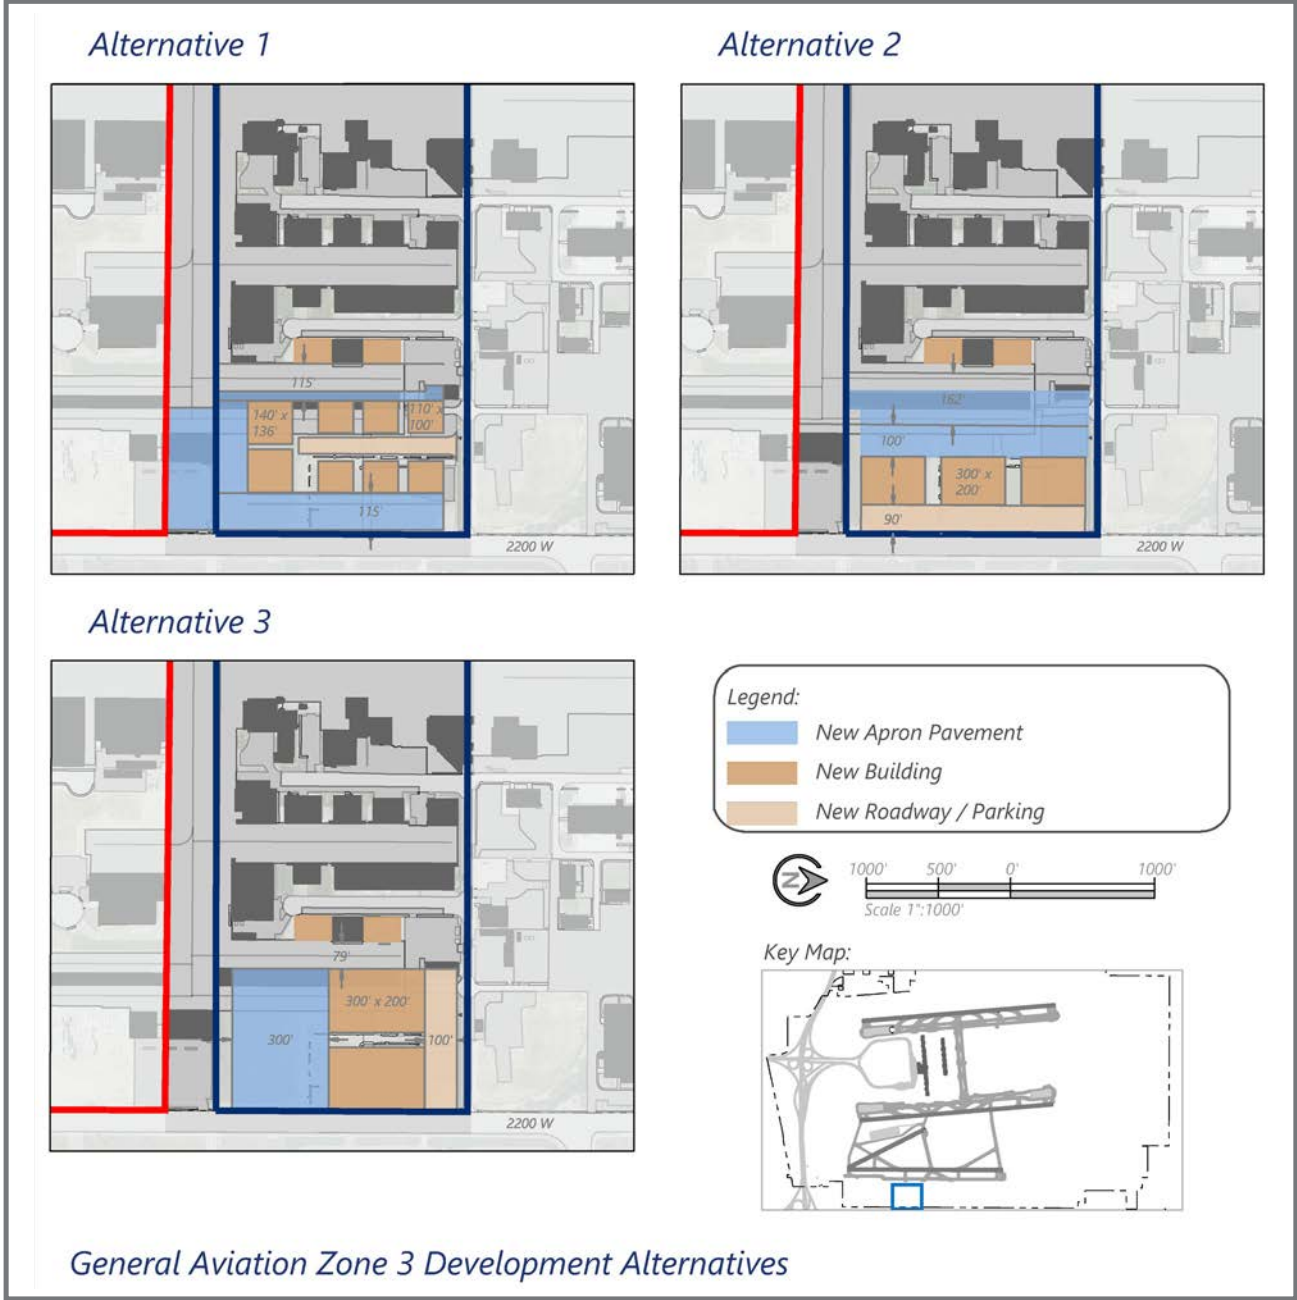 Alternative 1
115'
140' x
136'
110' x
100'
115'
2200 W
Alternative 2
162'
100'
300' x
200'
90'
2200 W
Alternative 3
79'
300' x 200'
300'
100'
2200 W
Legend:
New Apron Pavement
New Building
New Roadway / Parking
N
1000' 500' 0' 1000'
Scale 1":1000'
Key Map:
General Aviation Zone 3 Development Alternatives